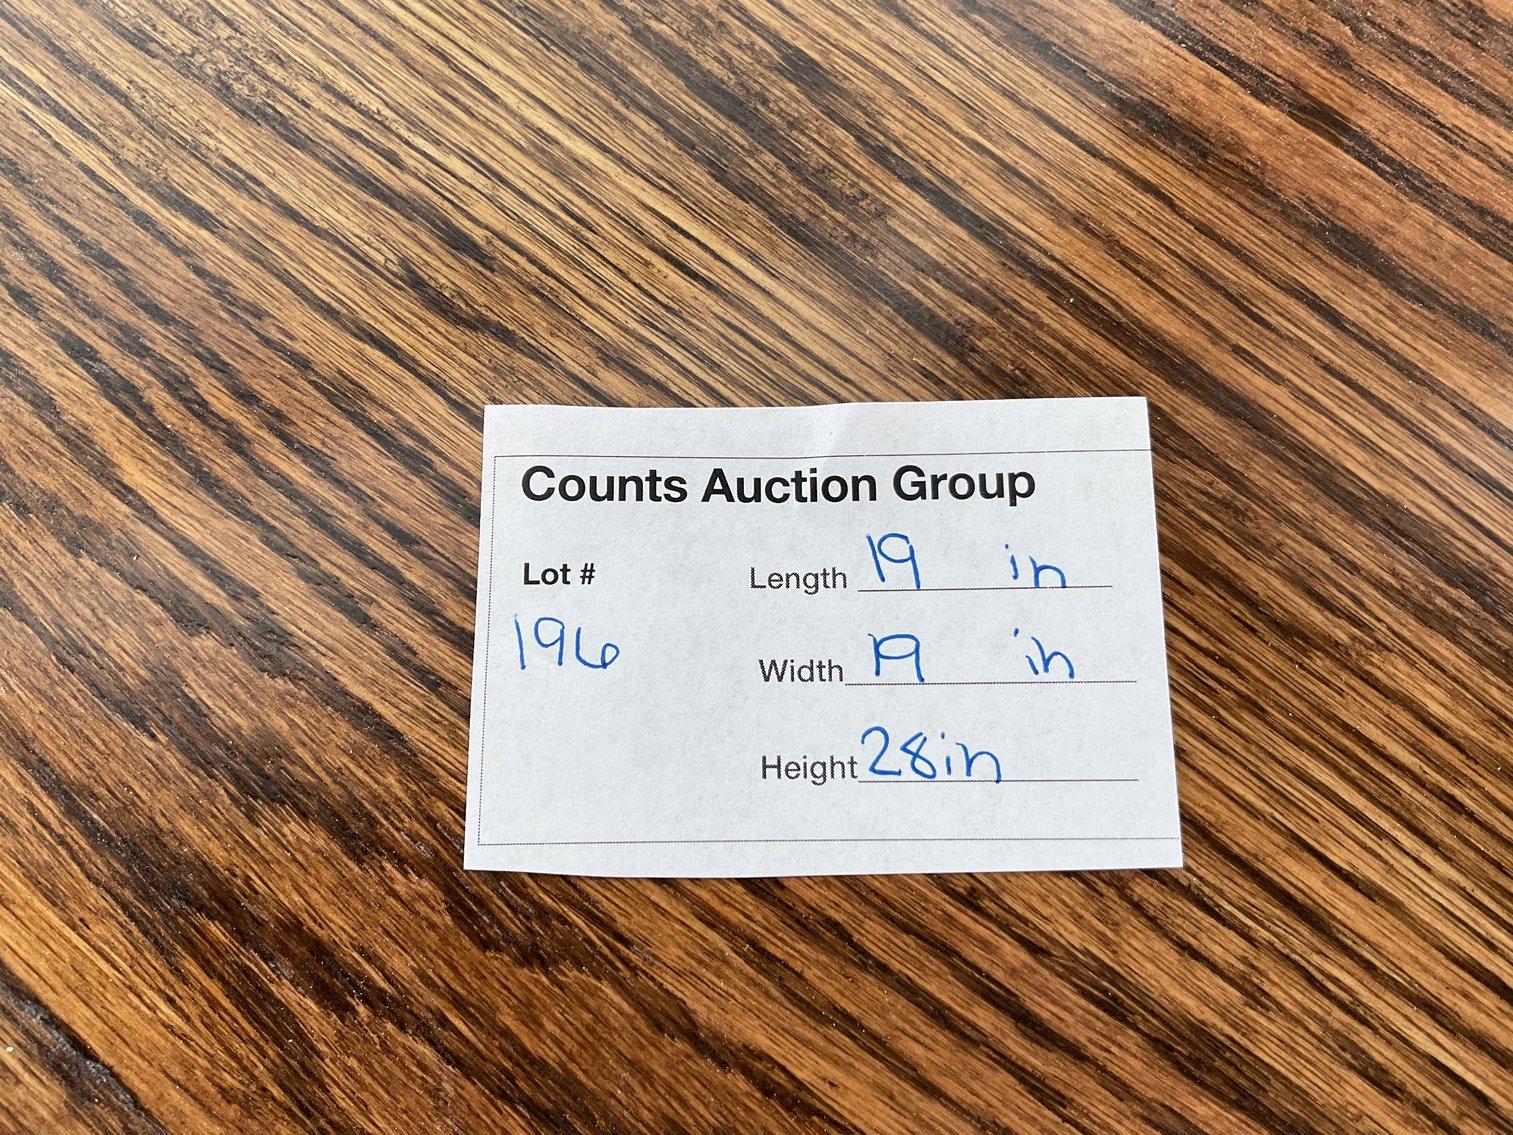 Counts Auction Group
Lot #
196
Length 19 in
Width 19 in
Height 28in